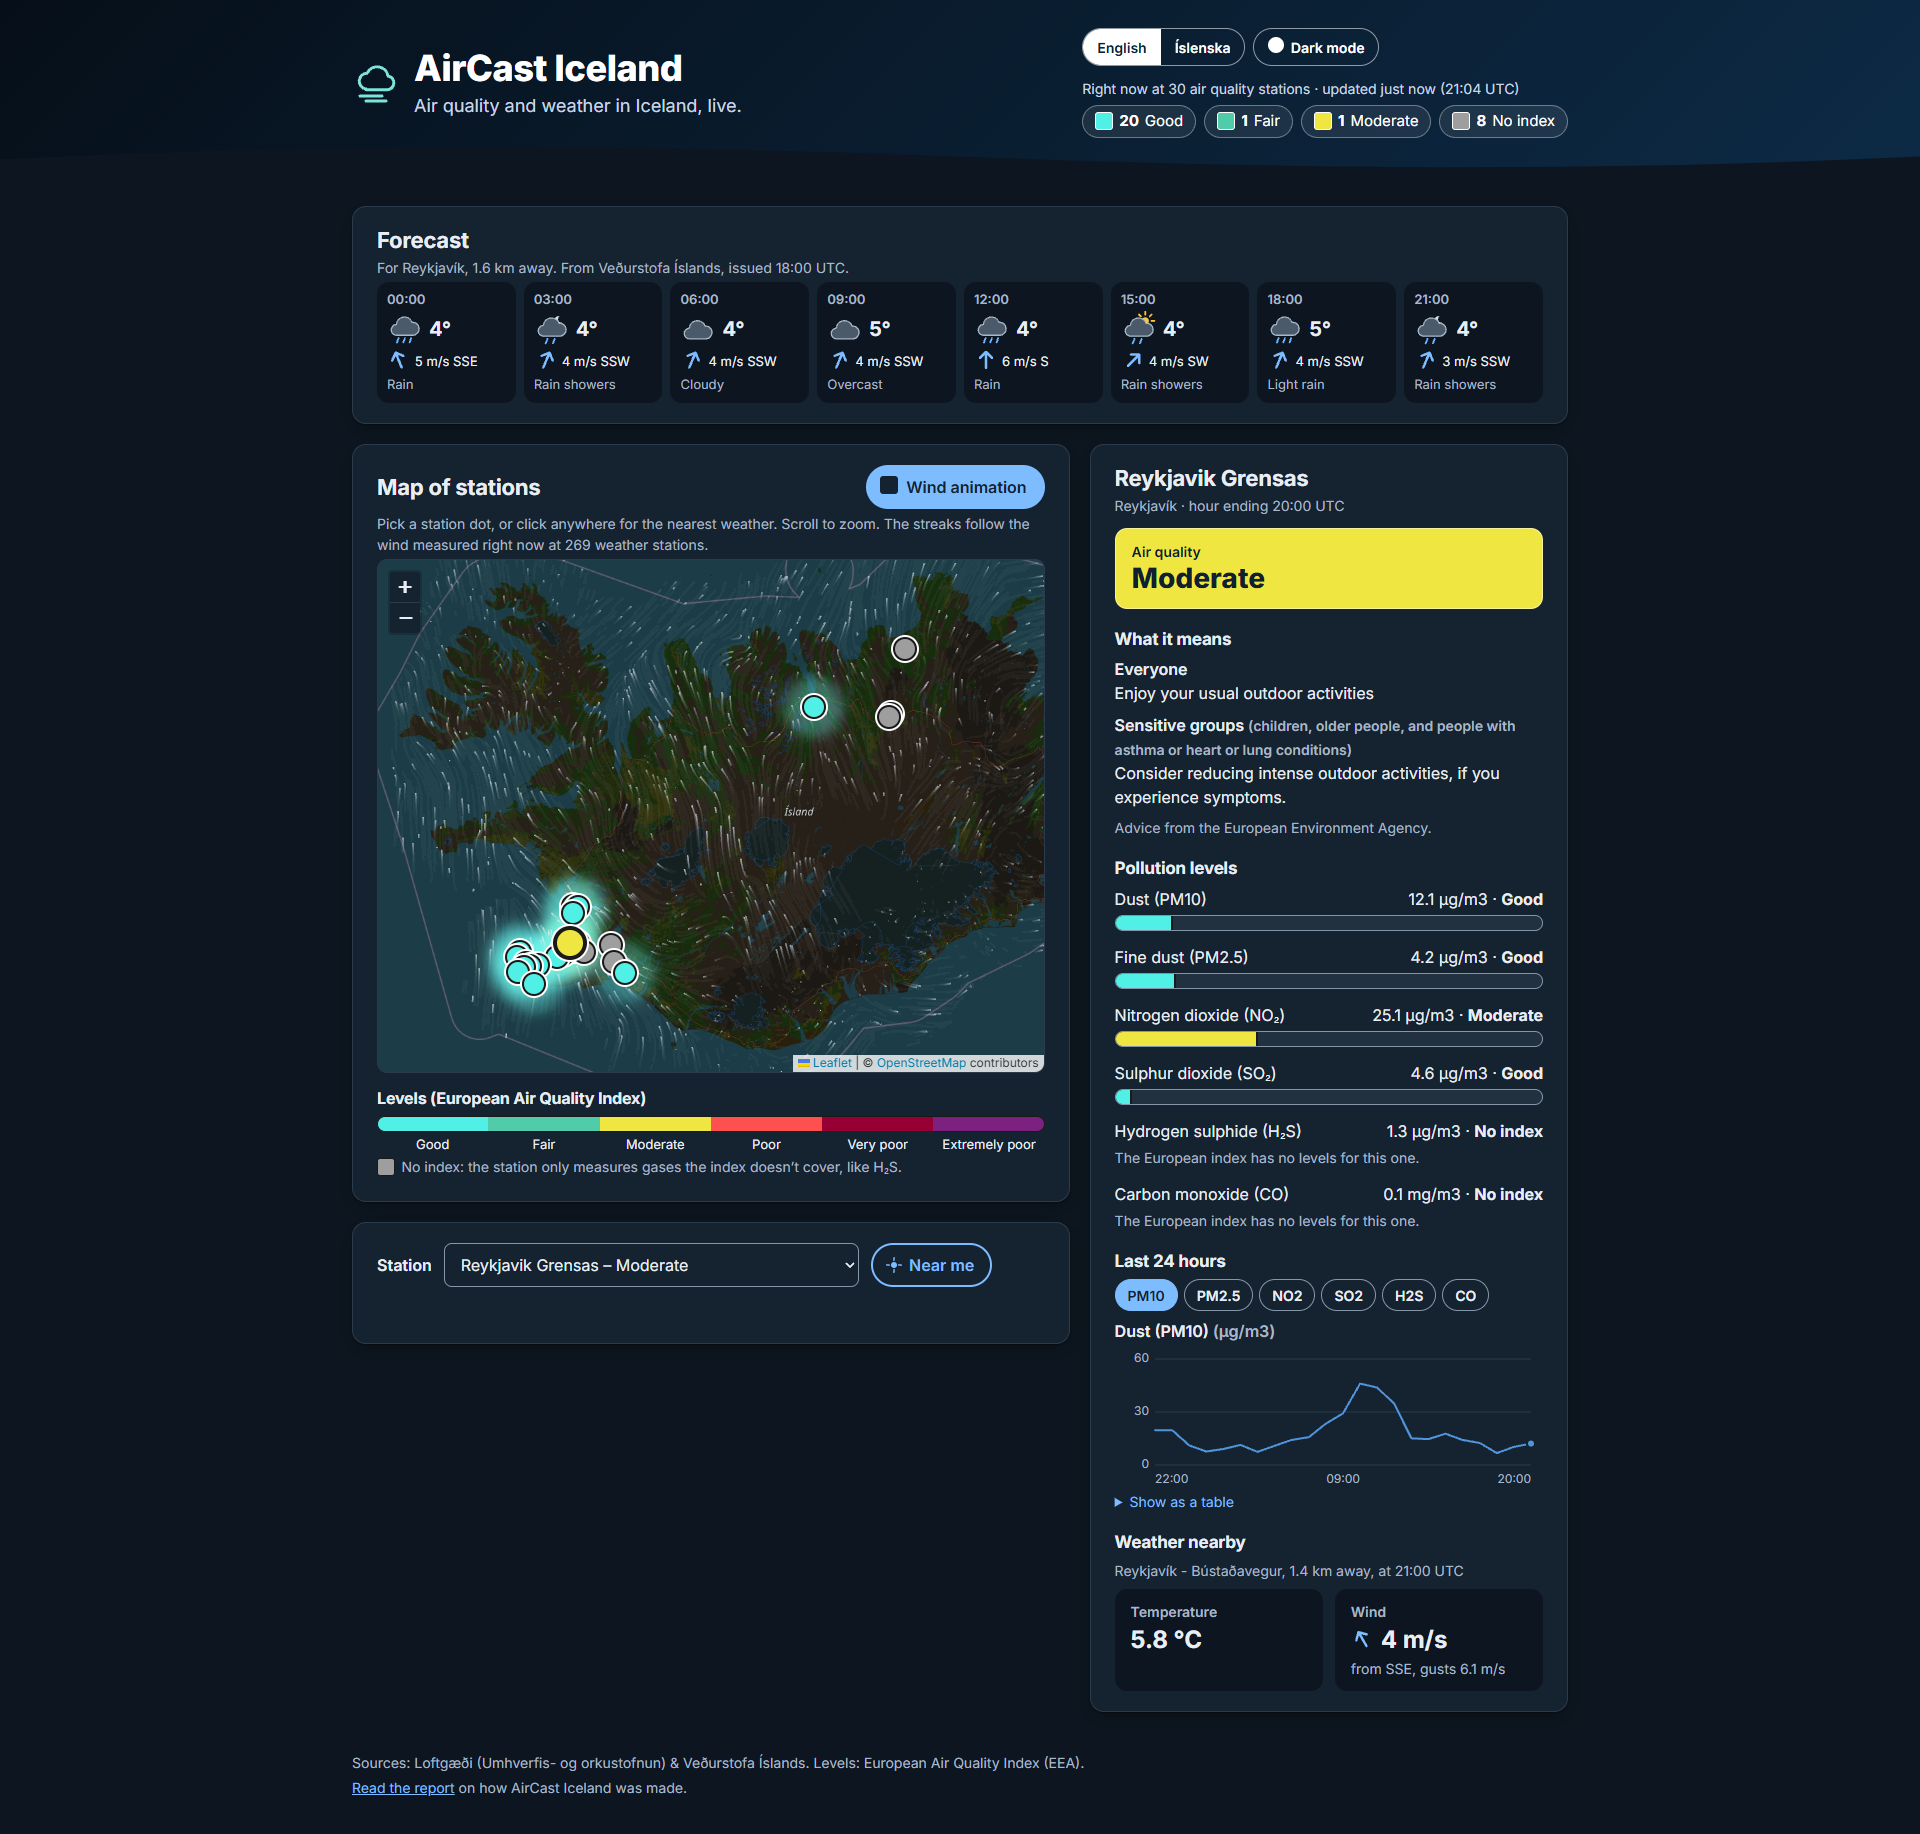 AirCast Iceland
Air quality and weather in Iceland, live.
English
Íslenska
Dark mode
Right now at 30 air quality stations · updated just now (21:04 UTC)
20 Good
1 Fair
1 Moderate
8 No index
Forecast
For Reykjavík, 1.6 km away. From Veðurstofa Íslands, issued 18:00 UTC.
00:00
4°
5 m/s SSE
Rain
03:00
4°
4 m/s SSW
Rain showers
06:00
4°
4 m/s SSW
Cloudy
09:00
5°
4 m/s SSW
Overcast
12:00
4°
6 m/s S
Rain
15:00
4°
4 m/s SW
Rain showers
18:00
5°
4 m/s SSW
Light rain
21:00
4°
3 m/s SSW
Rain showers
Map of stations
Wind animation
Pick a station dot, or click anywhere for the nearest weather. Scroll to zoom. The streaks follow the
wind measured right now at 269 weather stations.
+
−
Ísland
Leaflet | © OpenStreetMap contributors
Levels (European Air Quality Index)
Good
Fair
Moderate
Poor
Very poor
Extremely poor
No index: the station only measures gases the index doesn’t cover, like H₂S.
Station
Reykjavik Grensas – Moderate
Near me
Reykjavik Grensas
Reykjavík · hour ending 20:00 UTC
Air quality
Moderate
What it means
Everyone
Enjoy your usual outdoor activities
Sensitive groups (children, older people, and people with
asthma or heart or lung conditions)
Consider reducing intense outdoor activities, if you
experience symptoms.
Advice from the European Environment Agency.
Pollution levels
Dust (PM10) 12.1 µg/m3 · Good
Fine dust (PM2.5) 4.2 µg/m3 · Good
Nitrogen dioxide (NO₂) 25.1 µg/m3 · Moderate
Sulphur dioxide (SO₂) 4.6 µg/m3 · Good
Hydrogen sulphide (H₂S) 1.3 µg/m3 · No index
The European index has no levels for this one.
Carbon monoxide (CO) 0.1 mg/m3 · No index
The European index has no levels for this one.
Last 24 hours
PM10
PM2.5
NO2
SO2
H2S
CO
Dust (PM10) (µg/m3)
60
30
0
22:00
09:00
20:00
Show as a table
Weather nearby
Reykjavík - Bústaðavegur, 1.4 km away, at 21:00 UTC
Temperature
5.8 °C
Wind
4 m/s
from SSE, gusts 6.1 m/s
Sources: Loftgæði (Umhverfis- og orkustofnun) & Veðurstofa Íslands. Levels: European Air Quality Index (EEA).
Read the report on how AirCast Iceland was made.